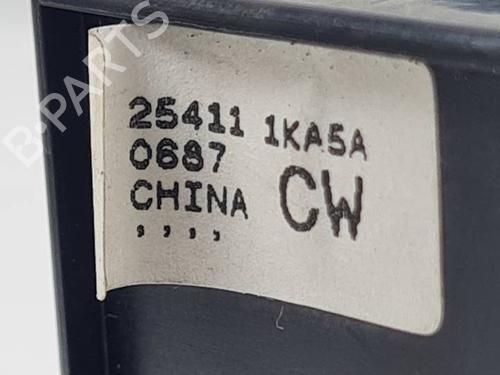 B-PARTS
25411 1KA5A
0687
CHINA CW
, , , ,